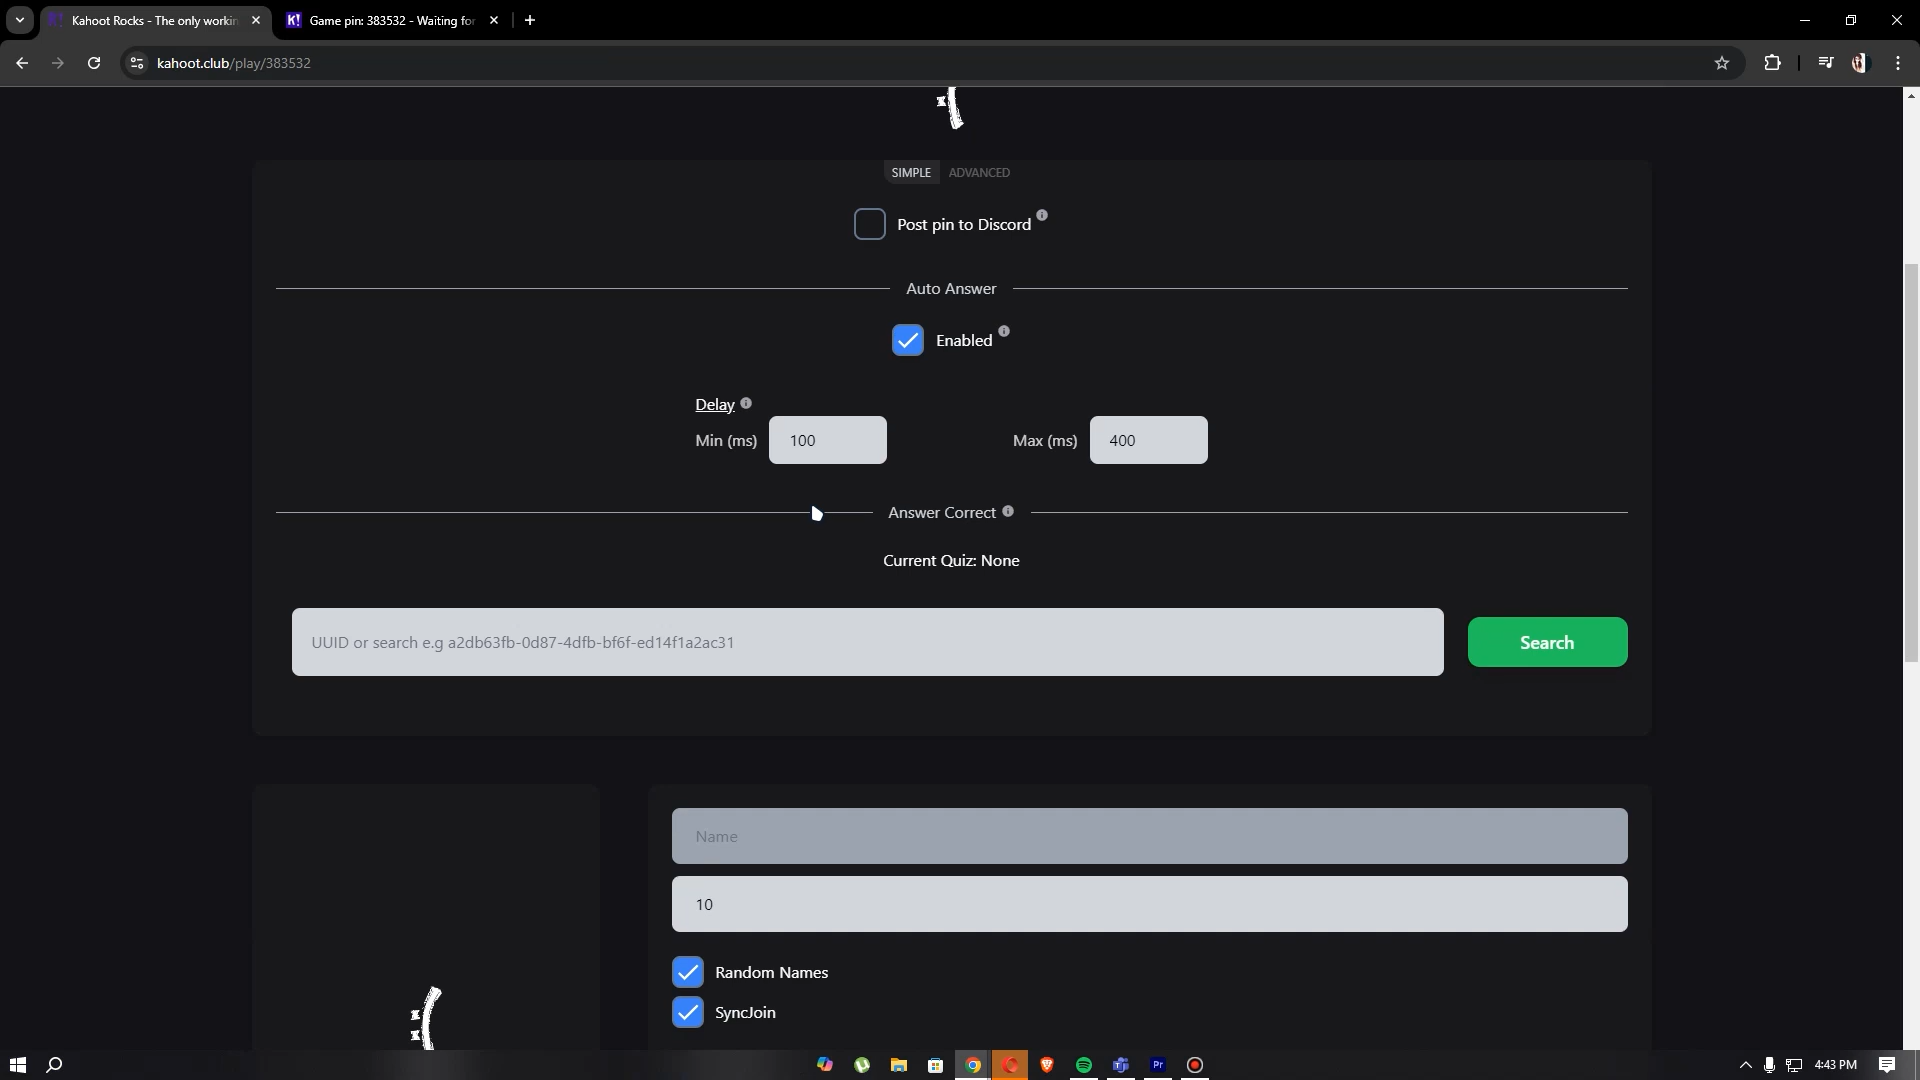 Kahoot Rocks - The only workin
Game pin: 383532 - Waiting for
kahoot.club/play/383532
SIMPLE ADVANCED
Post pin to Discord
Auto Answer
Enabled
Delay
Min (ms) 100 Max (ms) 400
Answer Correct
Current Quiz: None
UUID or search e.g a2db63fb-0d87-4dfb-bf6f-ed14f1a2ac31 Search
Name
10
Random Names
SyncJoin
4:43 PM